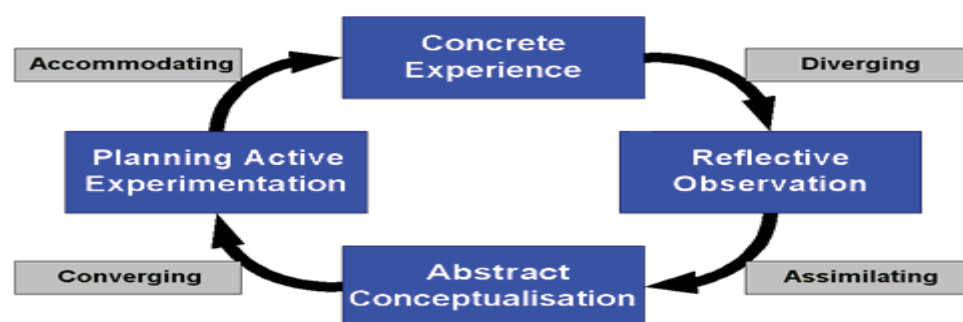 Concrete
Experience
Accommodating
Diverging
Planning Active
Experimentation
Reflective
Observation
Converging
Abstract
Conceptualisation
Assimilating